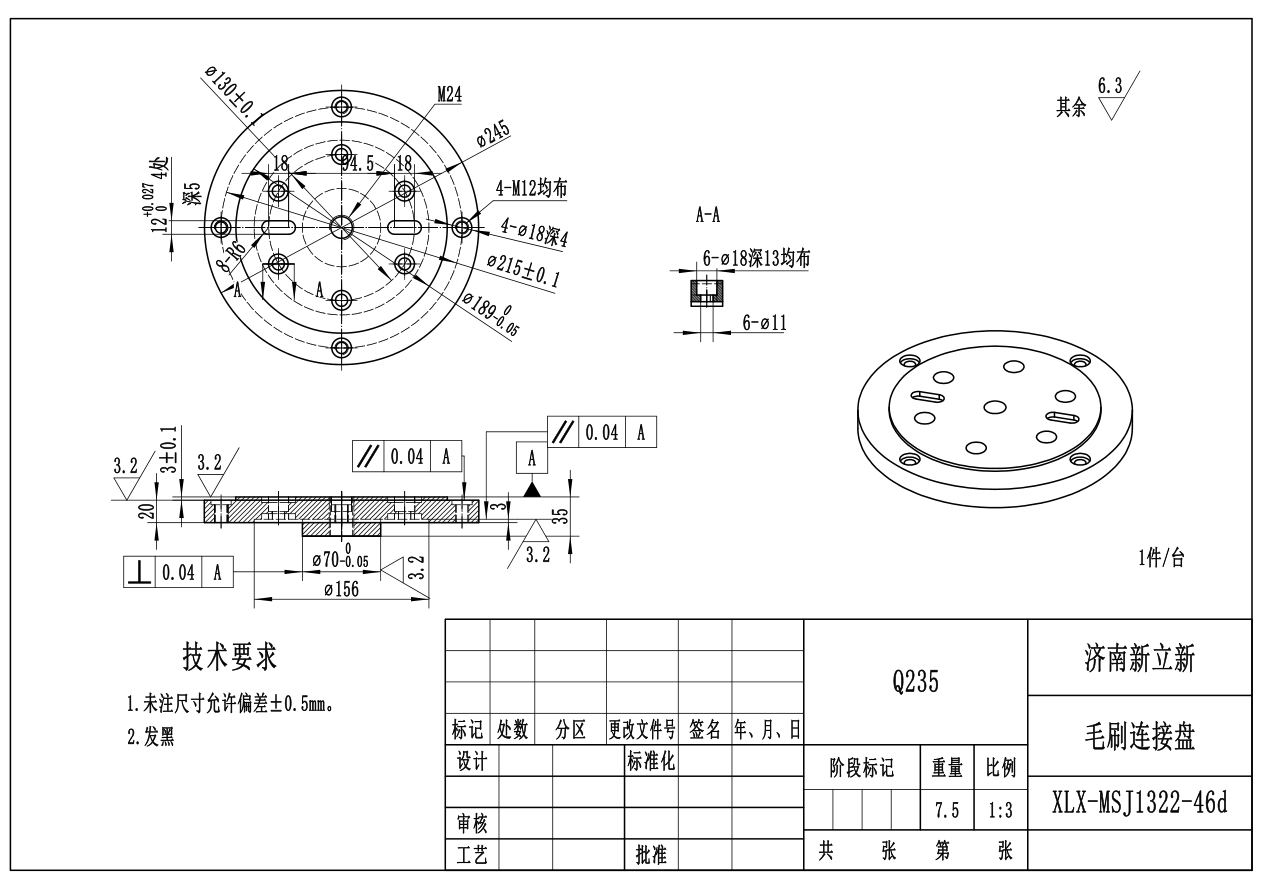 ø130±0.1
M24
ø245
18
94.5
18
4-M12均布
4-ø18深4
ø215±0.1
ø189 0 -0.05
12 +0.027 0 4处
深5
8-R6
A
A
其余 6.3
A-A
6-ø18深13均布
6-ø11
3.2
3±0.1
3.2
20
// 0.04 A
// 0.04 A
A
3
35
3.2
⊥ 0.04 A
ø70 0 -0.05
3.2
ø156
1件/台
技术要求
1.未注尺寸允许偏差±0.5mm。
2.发黑
标记 处数 分区 更改文件号 签名 年、月、日
设计 标准化
审核
工艺 批准
Q235
阶段标记 重量 比例
7.5 1:3
共 张 第 张
济南新立新
毛刷连接盘
XLX-MSJ1322-46d